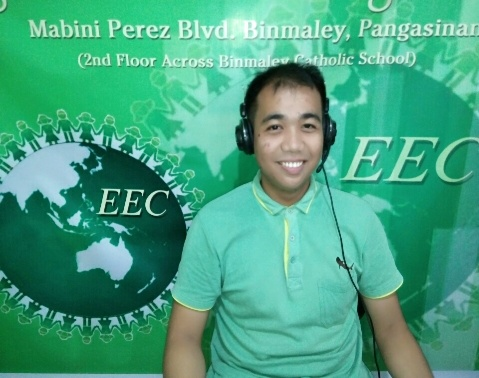 Mabini Perez Blvd. Binmaley, Pangasinan
(2nd Floor Across Binmaley Catholic School)
EEC
EEC